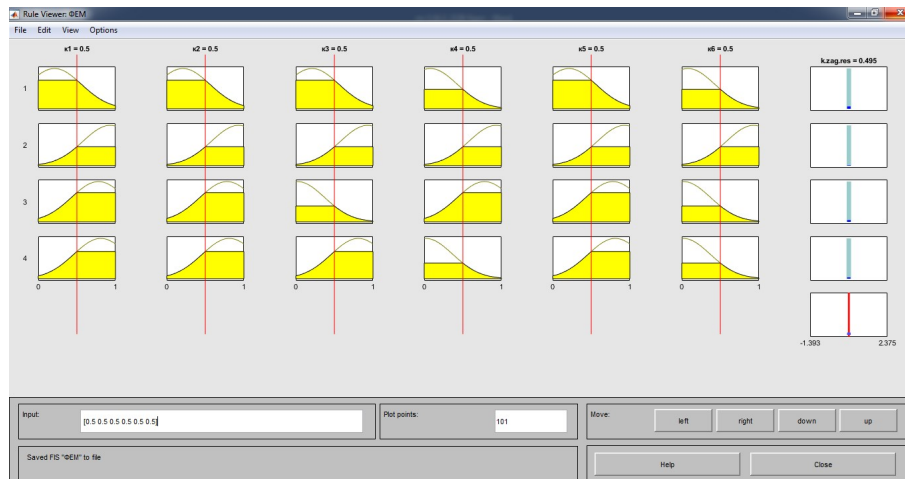 Rule Viewer: ФЕМ
File Edit View Options
к1 = 0.5 к2 = 0.5 к3 = 0.5 к4 = 0.5 к5 = 0.5 к6 = 0.5
k.zag.res = 0.495
1
2
3
4
0 1 0 1 0 1 0 1 0 1 0 1
-1.393 2.375
Input: [0.5 0.5 0.5 0.5 0.5 0.5] Plot points: 101 Move: left right down up
Saved FIS "ФЕМ" to file Help Close